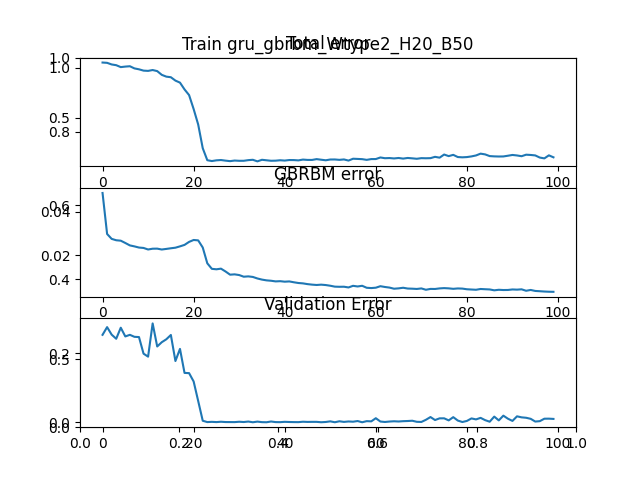 Train gru_gbrbm_Wtype2_H20_B50
Total error
1.0
1.0
0.5
0.8
0 20 40 60 80 100
GBRBM error
0.6
0.04
0.02
0.4
0 20 40 60 80 100
Validation Error
0.2
0.5
0.0
0.0
0 20 40 60 80 100
0.0 0.2 0.4 0.6 0.8 1.0